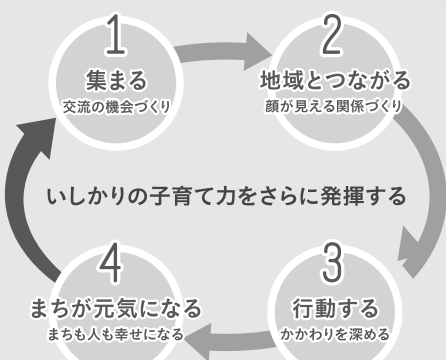 1
集まる
交流の機会づくり
2
地域とつながる
顔が見える関係づくり
いしかりの子育て力をさらに発揮する
4
まちが元気になる
まちも人も幸せになる
3
行動する
かかわりを深める